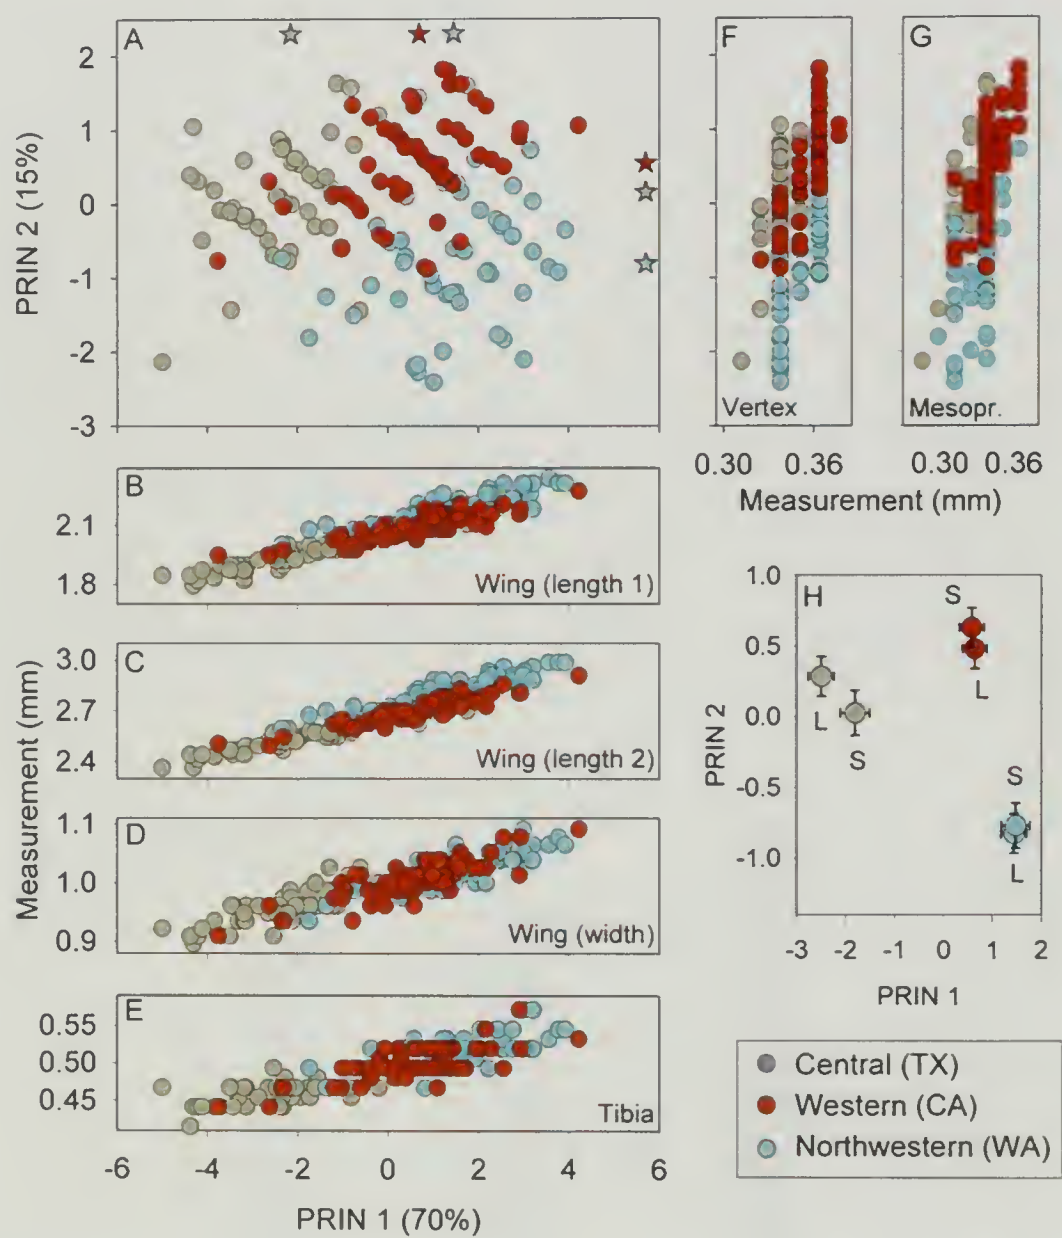 A
F
G
2
1
0
-1
-2
-3
PRIN 2 (15%)
Vertex
Mesopr.
0.30 0.36 0.30 0.36
Measurement (mm)
B
2.1
1.8
Wing (length 1)
C
3.0
2.7
2.4
Wing (length 2)
Measurement (mm)
D
1.1
1.0
0.9
Wing (width)
E
0.55
0.50
0.45
Tibia
-6 -4 -2 0 2 4 6
PRIN 1 (70%)
H
1.0
0.5
0.0
-0.5
-1.0
PRIN 2
S
L
L
S
S
L
-3 -2 -1 0 1 2
PRIN 1
Central (TX)
Western (CA)
Northwestern (WA)